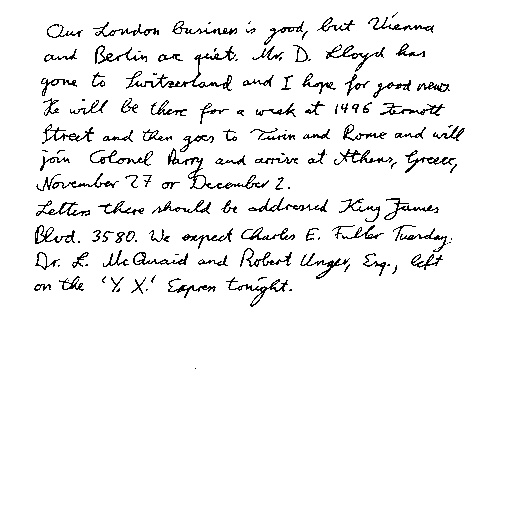 Our London business is good, but Vienna
and Berlin are quiet. Mr. D. Lloyd has
gone to Switzerland and I hope for good news.
He will be there for a week at 1496 Zermott
Street and then goes to Turin and Rome and will
join Colonel Parry and arrive at Athens, Greece,
November 27 or December 2.
Letters there should be addressed King James
Blvd. 3580. We expect Charles E. Fuller Tuesday.
Dr. L. McQuaid and Robert Unger, Esq., left
on the 'Y. X.' Express tonight.